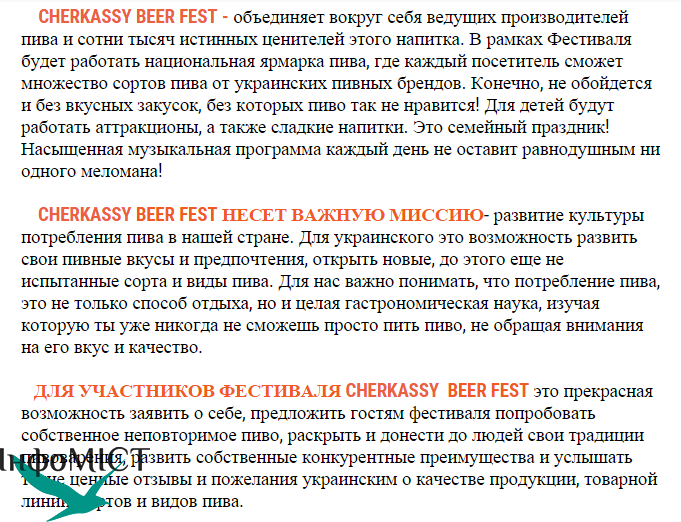 CHERKASSY BEER FEST - объединяет вокруг себя ведущих производителей
пива и сотни тысяч истинных ценителей этого напитка. В рамках Фестиваля
будет работать национальная ярмарка пива, где каждый посетитель сможет
множество сортов пива от украинских пивных брендов. Конечно, не обойдется
и без вкусных закусок, без которых пиво так не нравится! Для детей будут
работать аттракционы, а также сладкие напитки. Это семейный праздник!
Насыщенная музыкальная программа каждый день не оставит равнодушным ни
одного меломана!
CHERKASSY BEER FEST НЕСЕТ ВАЖНУЮ МИССИЮ- развитие культуры
потребления пива в нашей стране. Для украинского это возможность развить
свои пивные вкусы и предпочтения, открыть новые, до этого еще не
испытанные сорта и виды пива. Для нас важно понимать, что потребление пива,
это не только способ отдыха, но и целая гастрономическая наука, изучая
которую ты уже никогда не сможешь просто пить пиво, не обращая внимания
на его вкус и качество.
ДЛЯ УЧАСТНИКОВ ФЕСТИВАЛЯ CHERKASSY BEER FEST это прекрасная
возможность заявить о себе, предложить гостям фестиваля попробовать
собственное неповторимое пиво, раскрыть и донести до людей свои традиции
пивоварения, развить собственные конкурентные преимущества и услышать
ценные отзывы и пожелания украинским о качестве продукции, товарной
линии, и видов пива.
ІнфоМІСТ